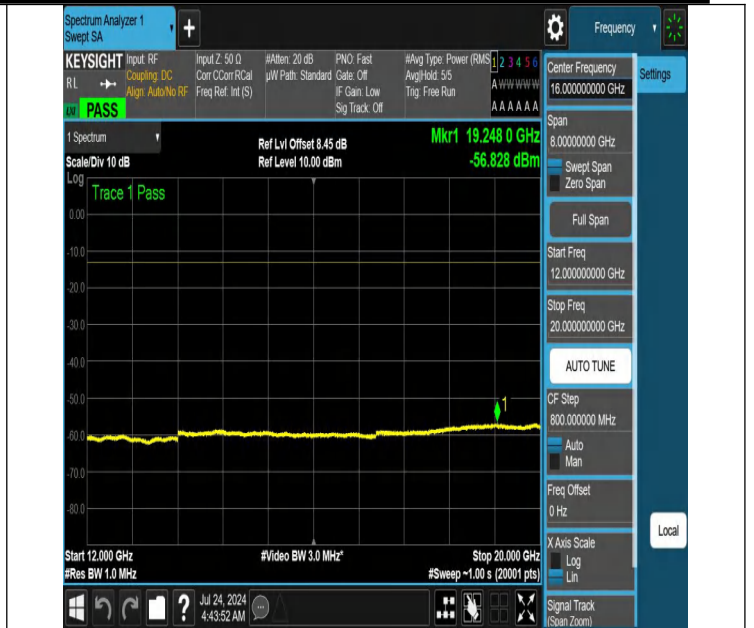 Spectrum Analyzer 1
Swept SA
+
Frequency
KEYSIGHT
RL
PASS
Input: RF
Coupling: DC
Align: Auto/No RF
Input Z: 50 Ω
Corr CCorr RCal
Freq Ref: Int (S)
#Atten: 20 dB
µW Path: Standard
PNO: Fast
Gate: Off
IF Gain: Low
Sig Track: Off
#Avg Type: Power (RMS
Avg|Hold: 5/5
Trig: Free Run
1 2 3 4 5 6
A W W W W W
A A A A A A
1 Spectrum
Scale/Div 10 dB
Ref Lvl Offset 8.45 dB
Ref Level 10.00 dBm
Mkr1 19.248 0 GHz
-56.828 dBm
Log
Trace 1 Pass
0.00
-10.0
-20.0
-30.0
-40.0
-50.0
-60.0
-70.0
-80.0
1
Start 12.000 GHz
#Res BW 1.0 MHz
#Video BW 3.0 MHz*
Stop 20.000 GHz
#Sweep ~1.00 s (20001 pts)
?
Jul 24, 2024
4:43:52 AM
Center Frequency
16.000000000 GHz
Settings
Span
8.00000000 GHz
Swept Span
Zero Span
Full Span
Start Freq
12.000000000 GHz
Stop Freq
20.000000000 GHz
AUTO TUNE
CF Step
800.000000 MHz
Auto
Man
Freq Offset
0 Hz
X Axis Scale
Log
Lin
Local
Signal Track
(Span Zoom)